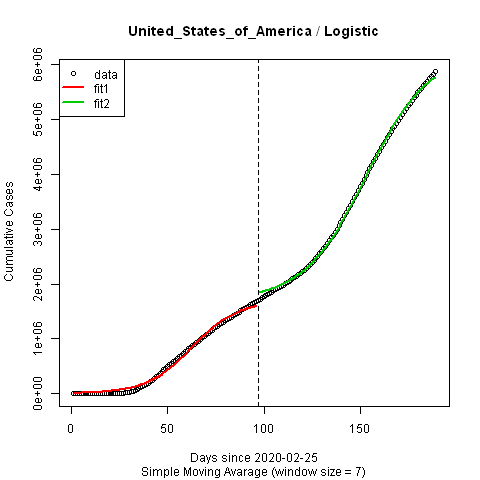 United_States_of_America / Logistic
data
fit1
fit2
Cumulative Cases
6e+06
5e+06
4e+06
3e+06
2e+06
1e+06
0e+00
0 50 100 150
Days since 2020-02-25
Simple Moving Avarage (window size = 7)